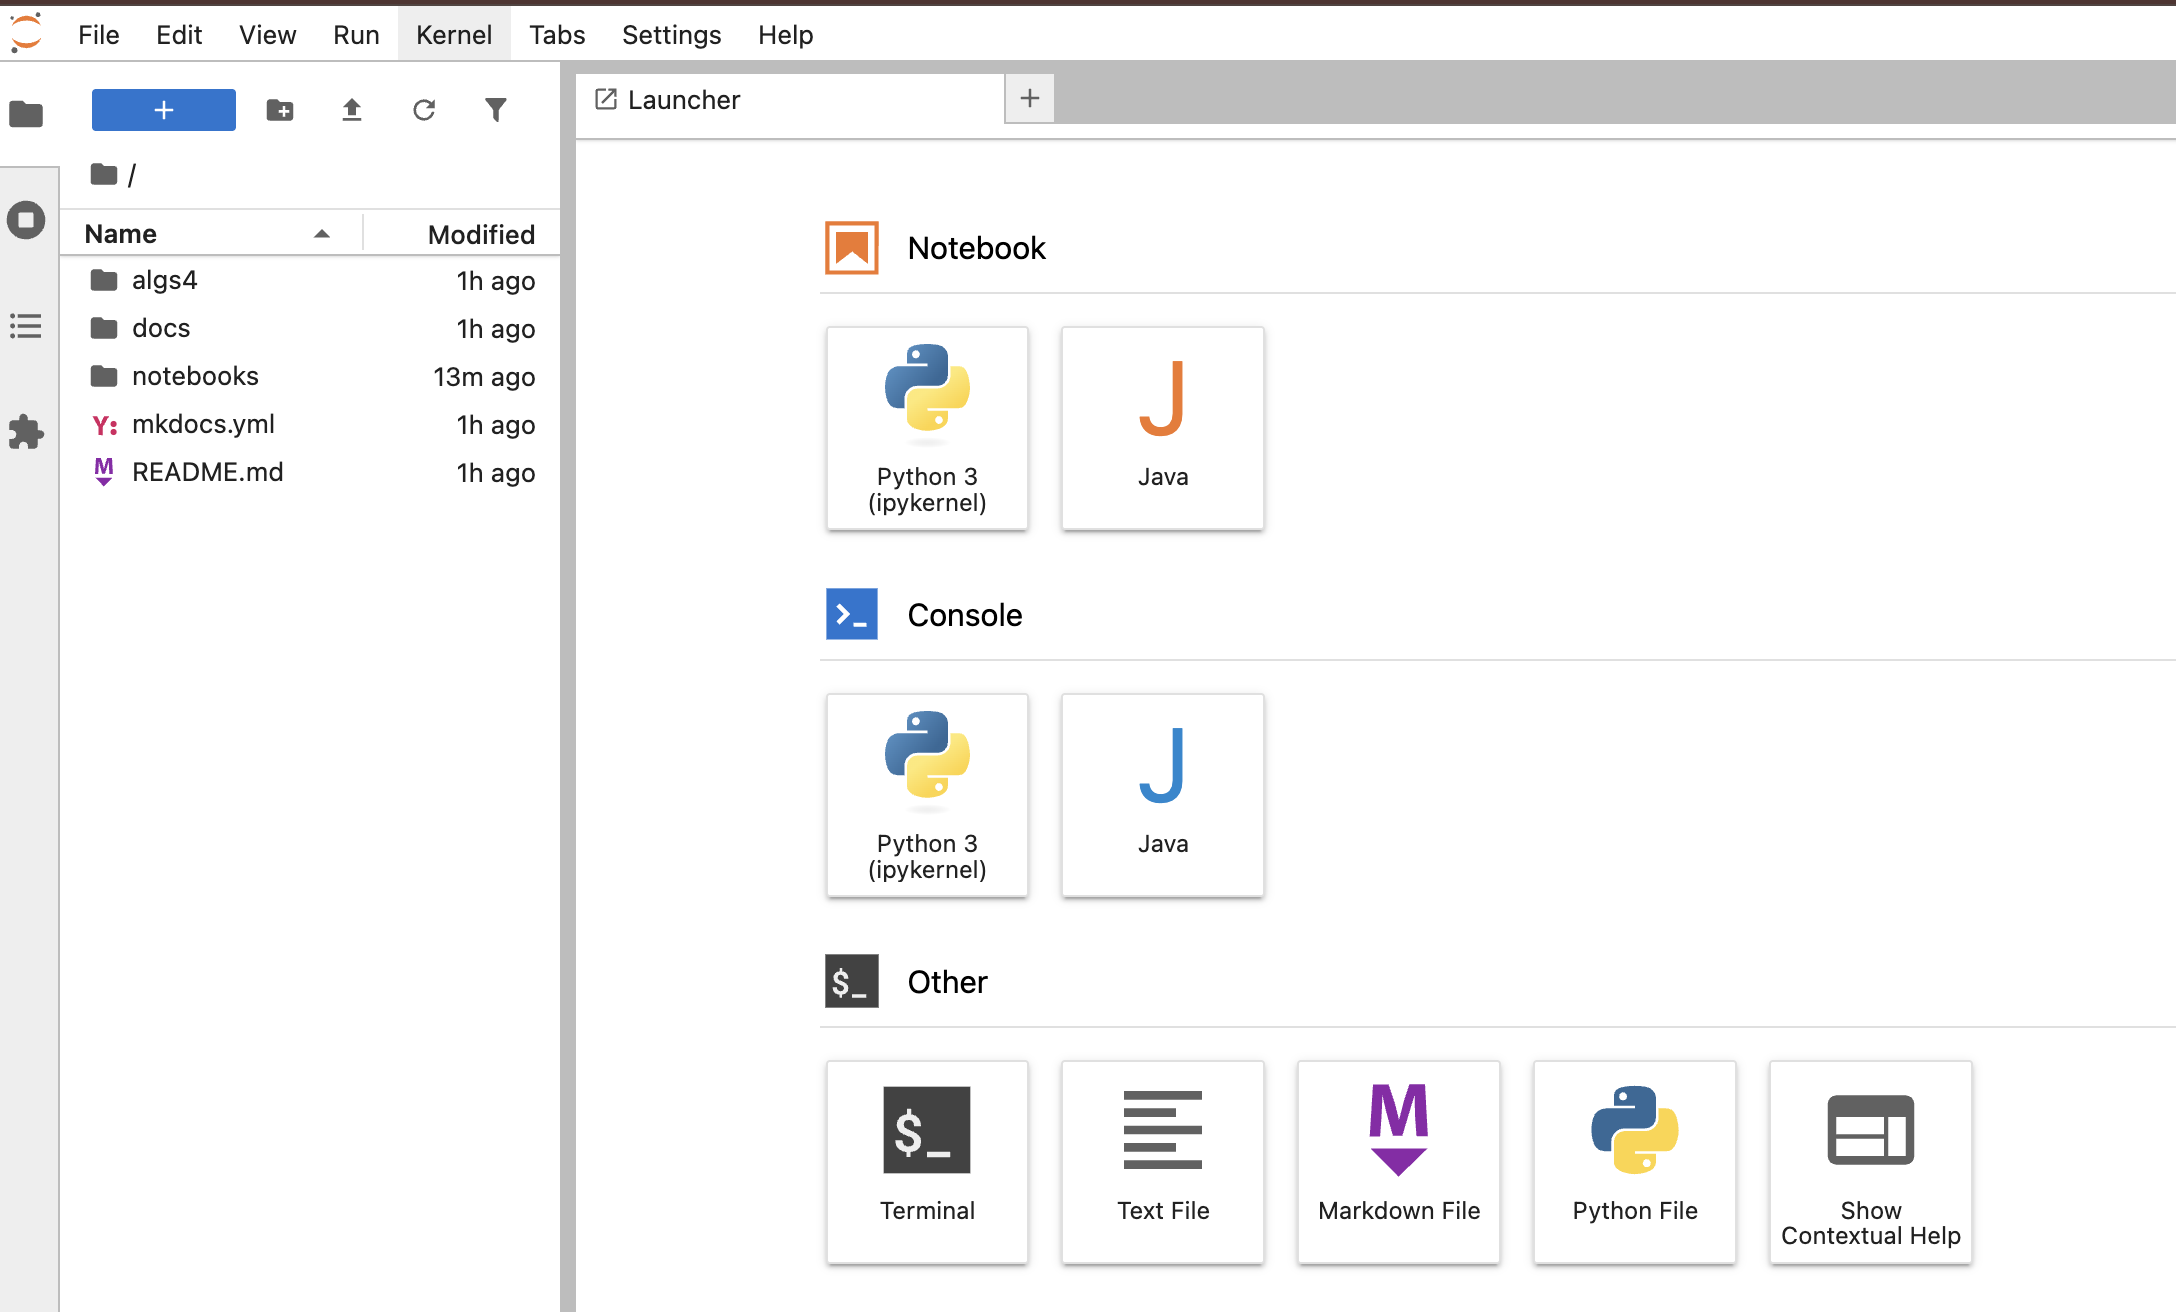 File Edit View Run Kernel Tabs Settings Help
+
Launcher
+
/
Name Modified
algs4 1h ago
docs 1h ago
notebooks 13m ago
Y: mkdocs.yml 1h ago
M README.md 1h ago
Notebook
Python 3
(ipykernel)
J
Java
>_ Console
Python 3
(ipykernel)
J
Java
$_ Other
$_
Terminal
Text File
M
Markdown File
Python File
Show
Contextual Help